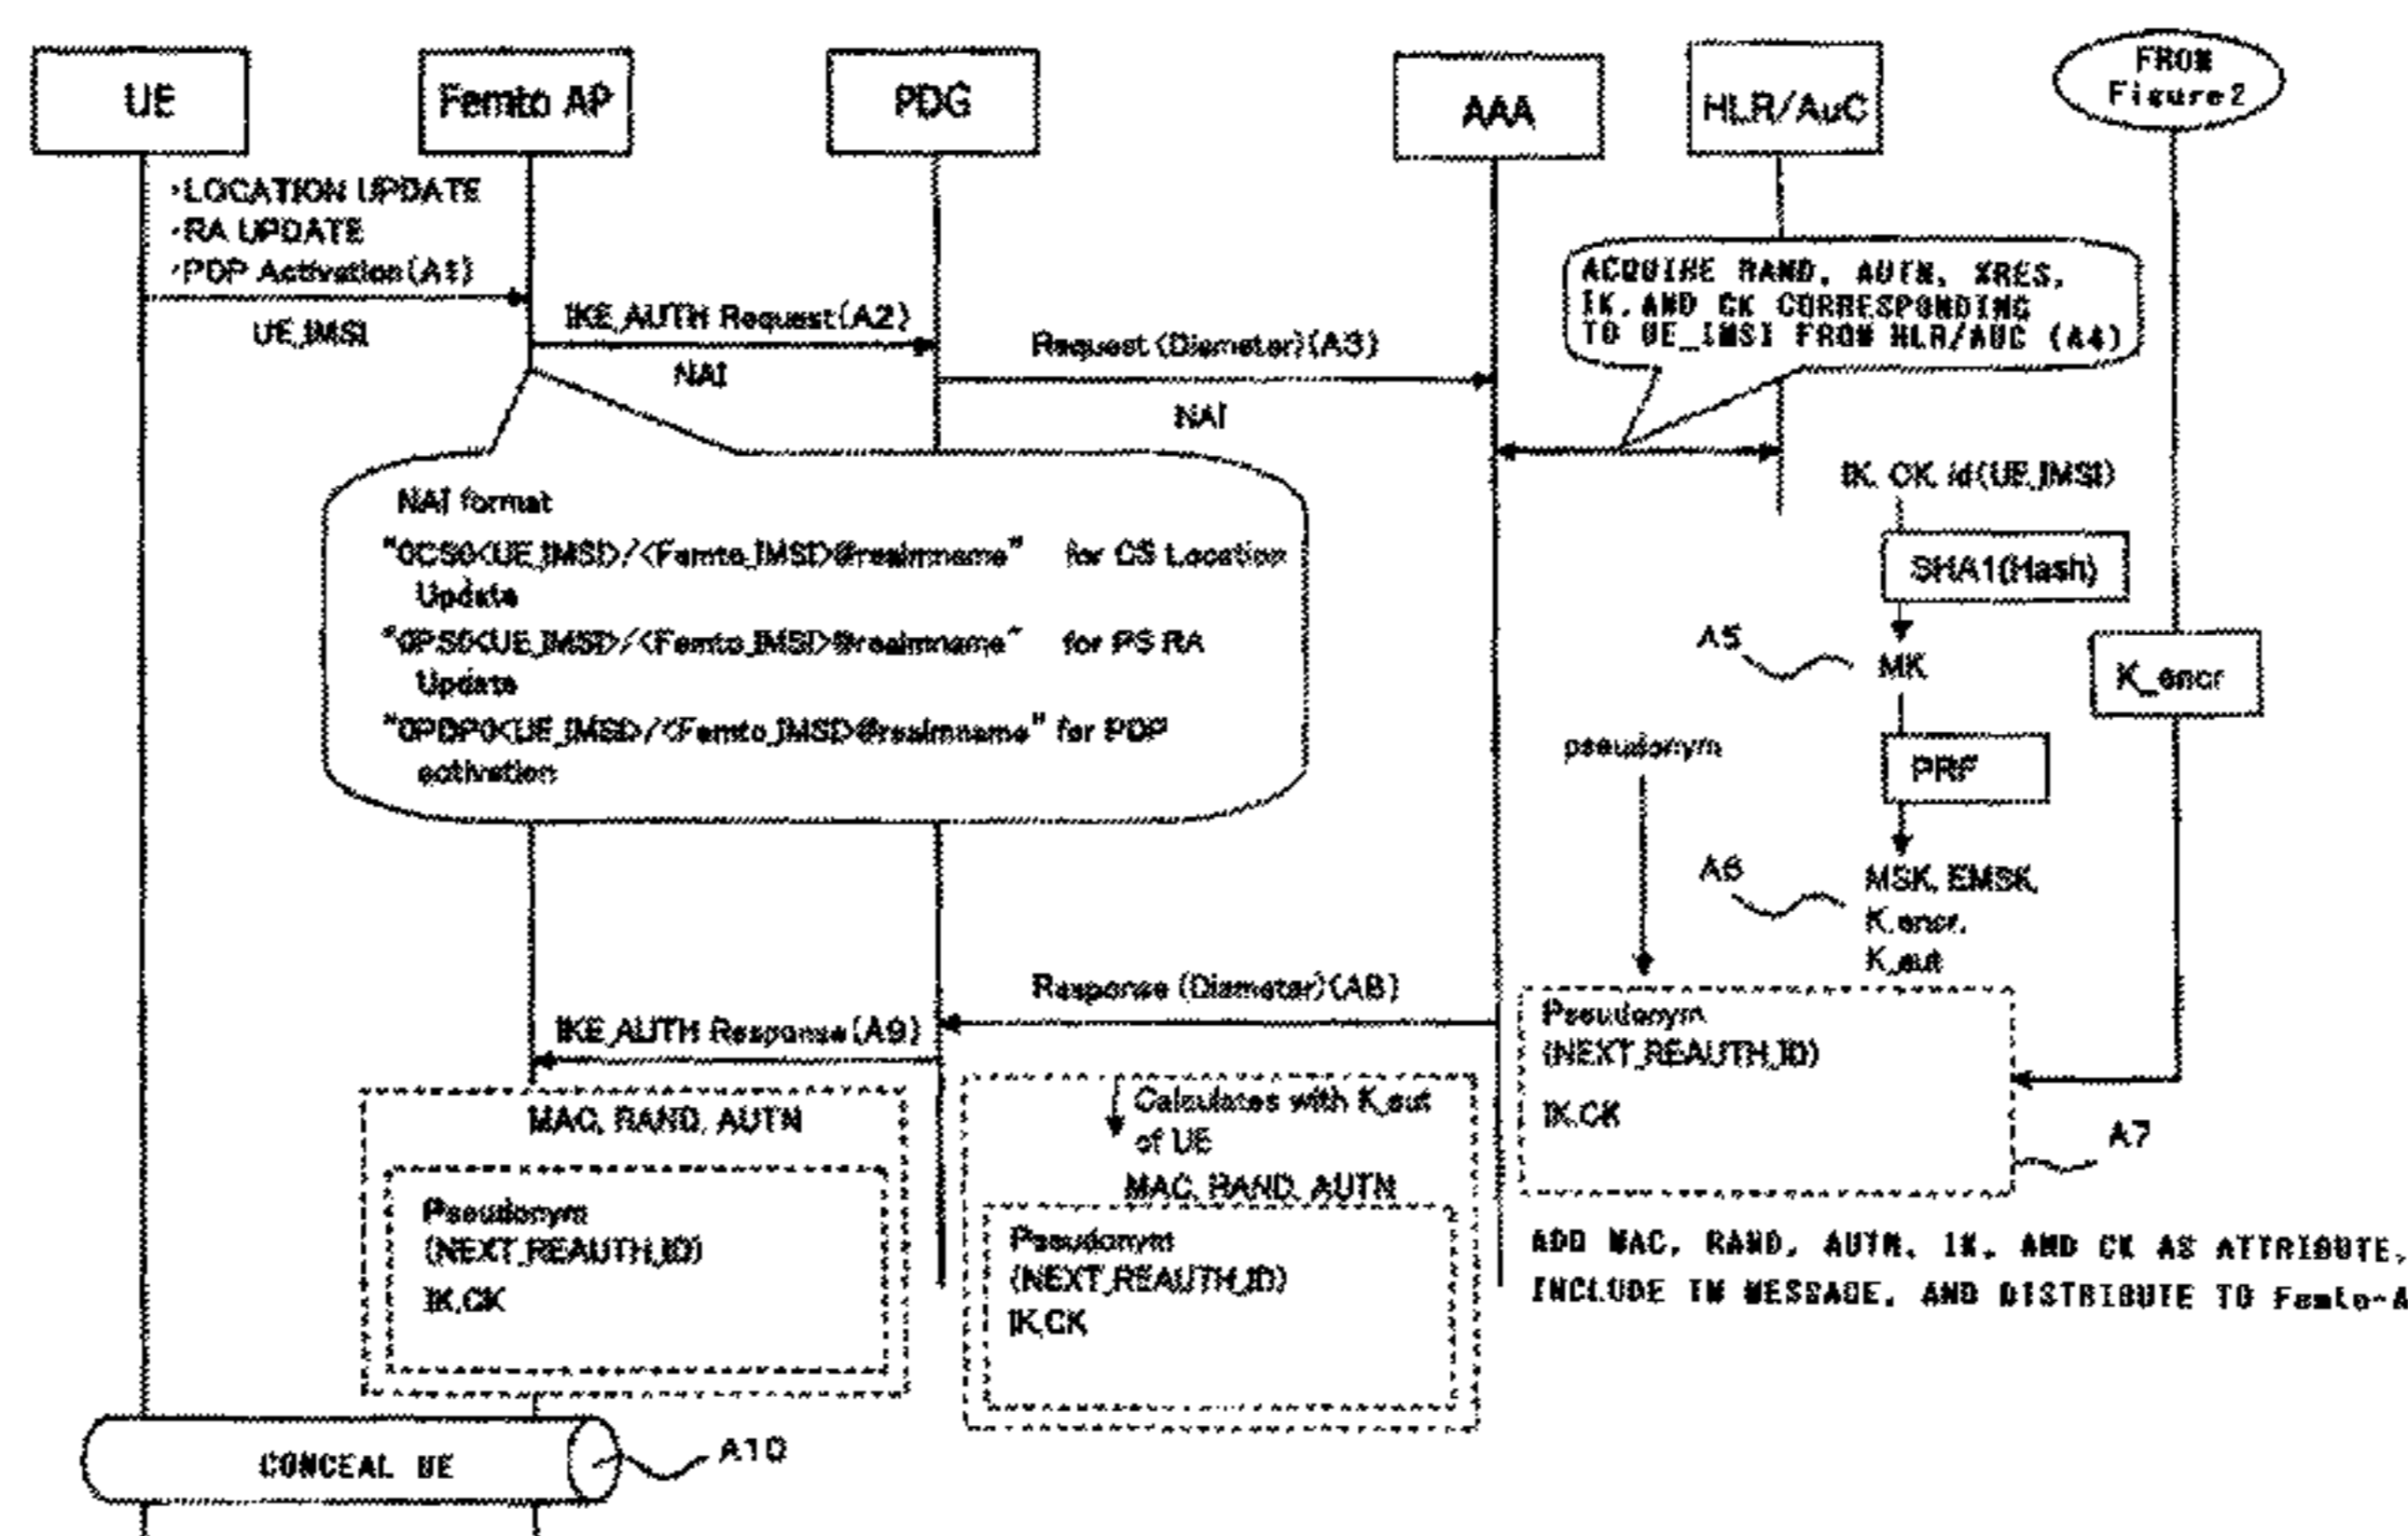 UE
Femto AP
PDG
AAA
HLR/AuC
FROM
Figure2
·LOCATION UPDATE
·RA UPDATE
·PDP Activation(A1)
UE_IMSI
IKE_AUTH Request(A2)
NAI
Request (Diameter)(A3)
NAI
ACQUIRE RAND, AUTN, XRES,
IK, AND CK CORRESPONDING
TO UE_IMSI FROM HLR/AUC (A4)
NAI format
"0CS0<UE_IMSI>/<Femto_IMSI>@realmname" for CS Location
Update
"0PS0<UE_IMSI>/<Femto_IMSI>@realmname" for PS RA
Update
"0PDP0<UE_IMSI>/<Femto_IMSI>@realmname" for PDP
activation
IK, CK, id(UE_IMSI)
SHA1(Hash)
A5
MK
K_encr
pseudonym
PRF
A6
MSK, EMSK,
K_encr,
K_aut
Response (Diameter)(A8)
IKE_AUTH Response(A9)
Pseudonym
(NEXT_REAUTH_ID)
IK,CK
A7
MAC, RAND, AUTN
Pseudonym
(NEXT_REAUTH_ID)
IK,CK
Calculates with K_aut
of UE
MAC, RAND, AUTN
Pseudonym
(NEXT_REAUTH_ID)
IK,CK
ADD MAC, RAND, AUTN, IK, AND CK AS ATTRIBUTE,
INCLUDE IN MESSAGE, AND DISTRIBUTE TO Femto-A
CONCEAL UE
A10